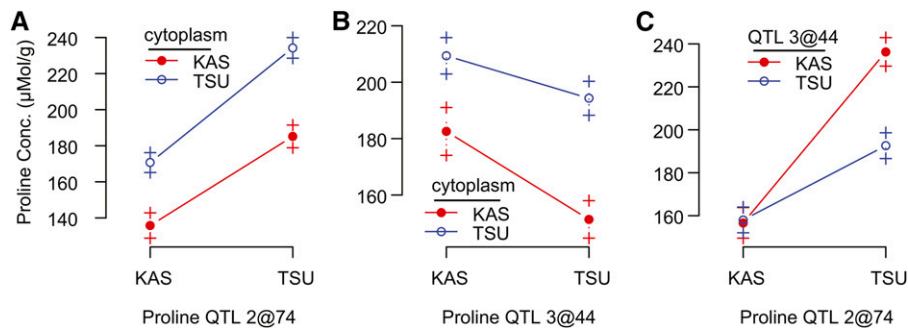 A
Proline Conc. (μMol/g)
240
220
200
180
160
140
cytoplasm
KAS
TSU
KAS
TSU
Proline QTL 2@74
B
220
200
180
160
cytoplasm
KAS
TSU
KAS
TSU
Proline QTL 3@44
C
240
220
200
180
160
QTL 3@44
KAS
TSU
KAS
TSU
Proline QTL 2@74